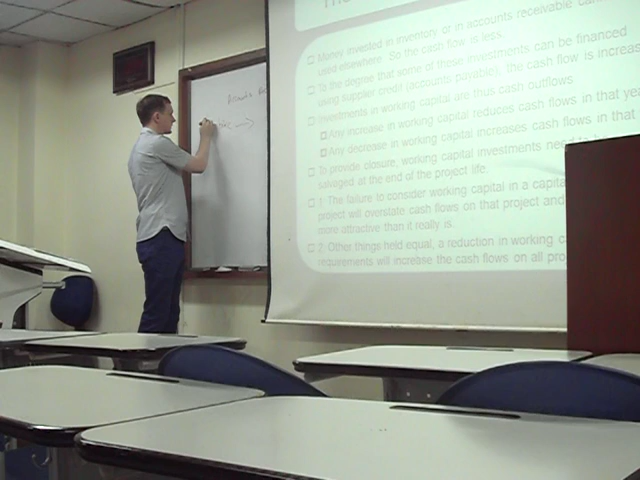 The
Accounts
☐ Money invested in inventory or in accounts receivable
used elsewhere. So the cash flow is less.
☐ To the degree that some of these investments can be financed
using supplier credit (accounts payable), the cash flow is
☐ Investments in working capital are thus cash outflows
☐ Any increase in working capital reduces cash flows in that
☐ Any decrease in working capital increases cash flows in that
☐ To provide closure, working capital investments need to
salvaged at the end of the project life.
☐ 1: The failure to consider working capital in a
project will overstate cash flows on that project and
more attractive than it really is.
☐ 2: Other things held equal, a reduction in working
requirements will increase the cash flows on all